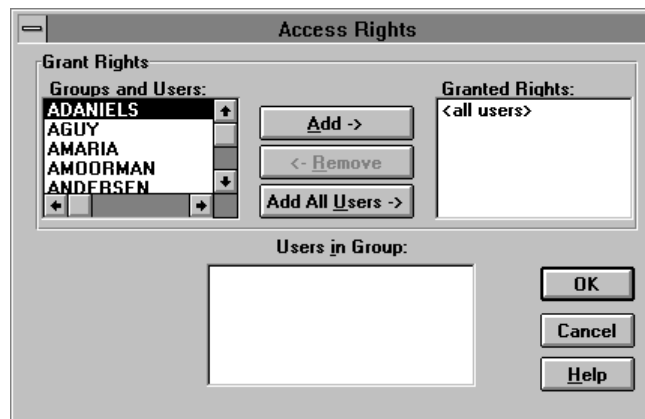 Access Rights
Grant Rights
Groups and Users:
ADANIELS
AGUY
AMARIA
AMOORMAN
ANDERSEN
Add ->
<- Remove
Add All Users ->
Granted Rights:
<all users>
Users in Group:
OK
Cancel
Help